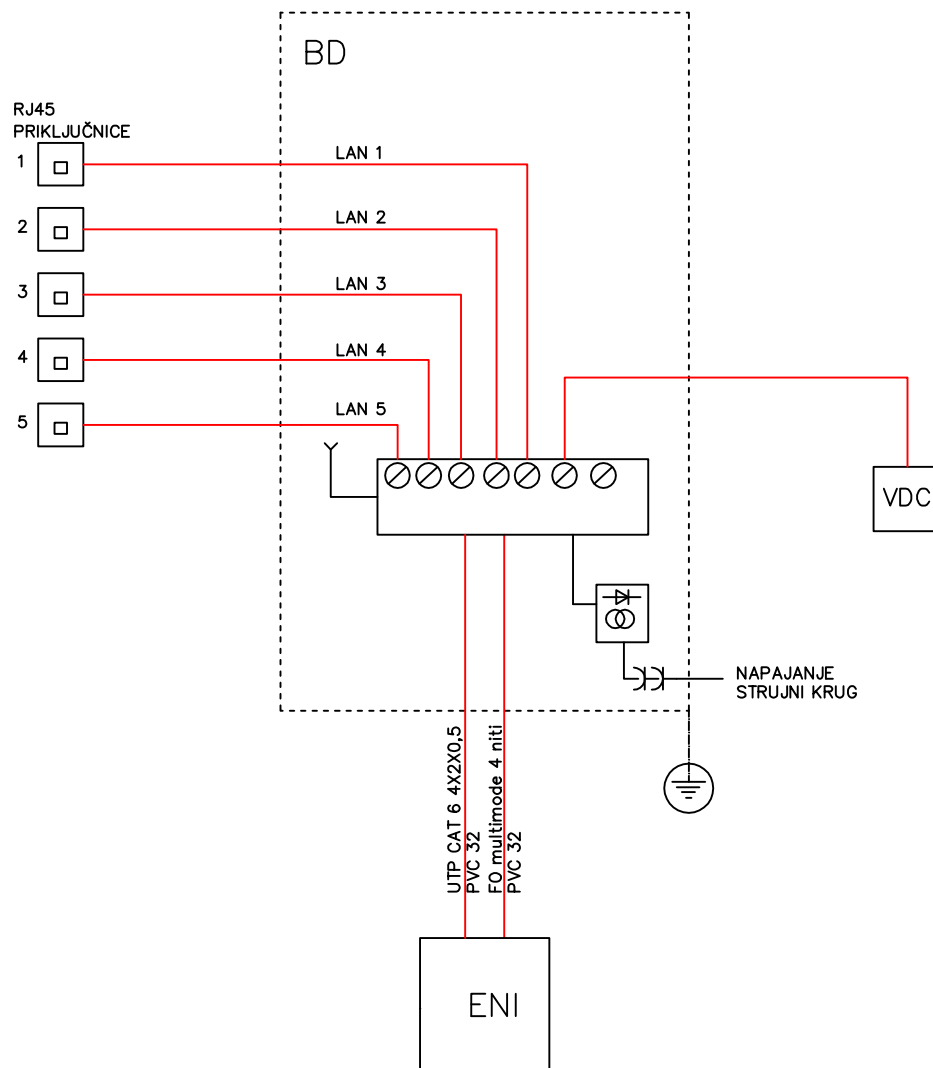 BD
RJ45
PRIKLJUČNICE
1
LAN 1
2
LAN 2
3
LAN 3
4
LAN 4
5
LAN 5
VDC
NAPAJANJE
STRUJNI KRUG
UTP CAT 6 4X2X0,5
PVC 32
FO multimode 4 niti
PVC 32
ENI